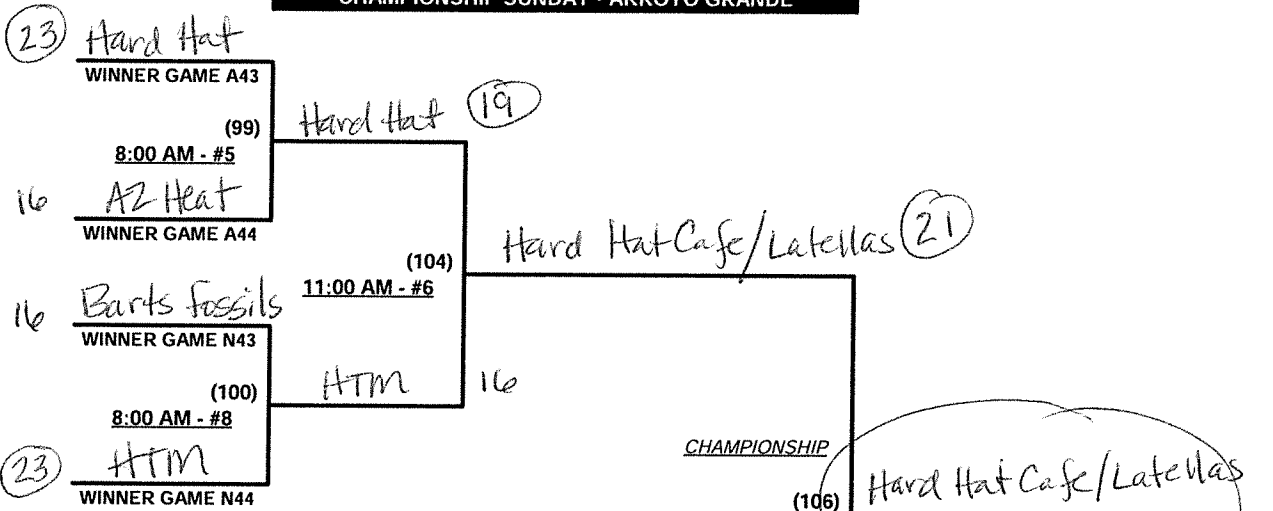 CHAMPIONSHIP SUNDAY - ARROYO GRANDE
23 Hard Hat
WINNER GAME A43
(99)
8:00 AM - #5
Hard Hat 19
16 AZ Heat
WINNER GAME A44
(104)
11:00 AM - #6
Hard Hat Cafe/Latellas 21
16 Barts fossils
WINNER GAME N43
(100)
8:00 AM - #8
HTM 16
23 HTM
WINNER GAME N44
CHAMPIONSHIP
(106)
Hard Hat Cafe/Latellas